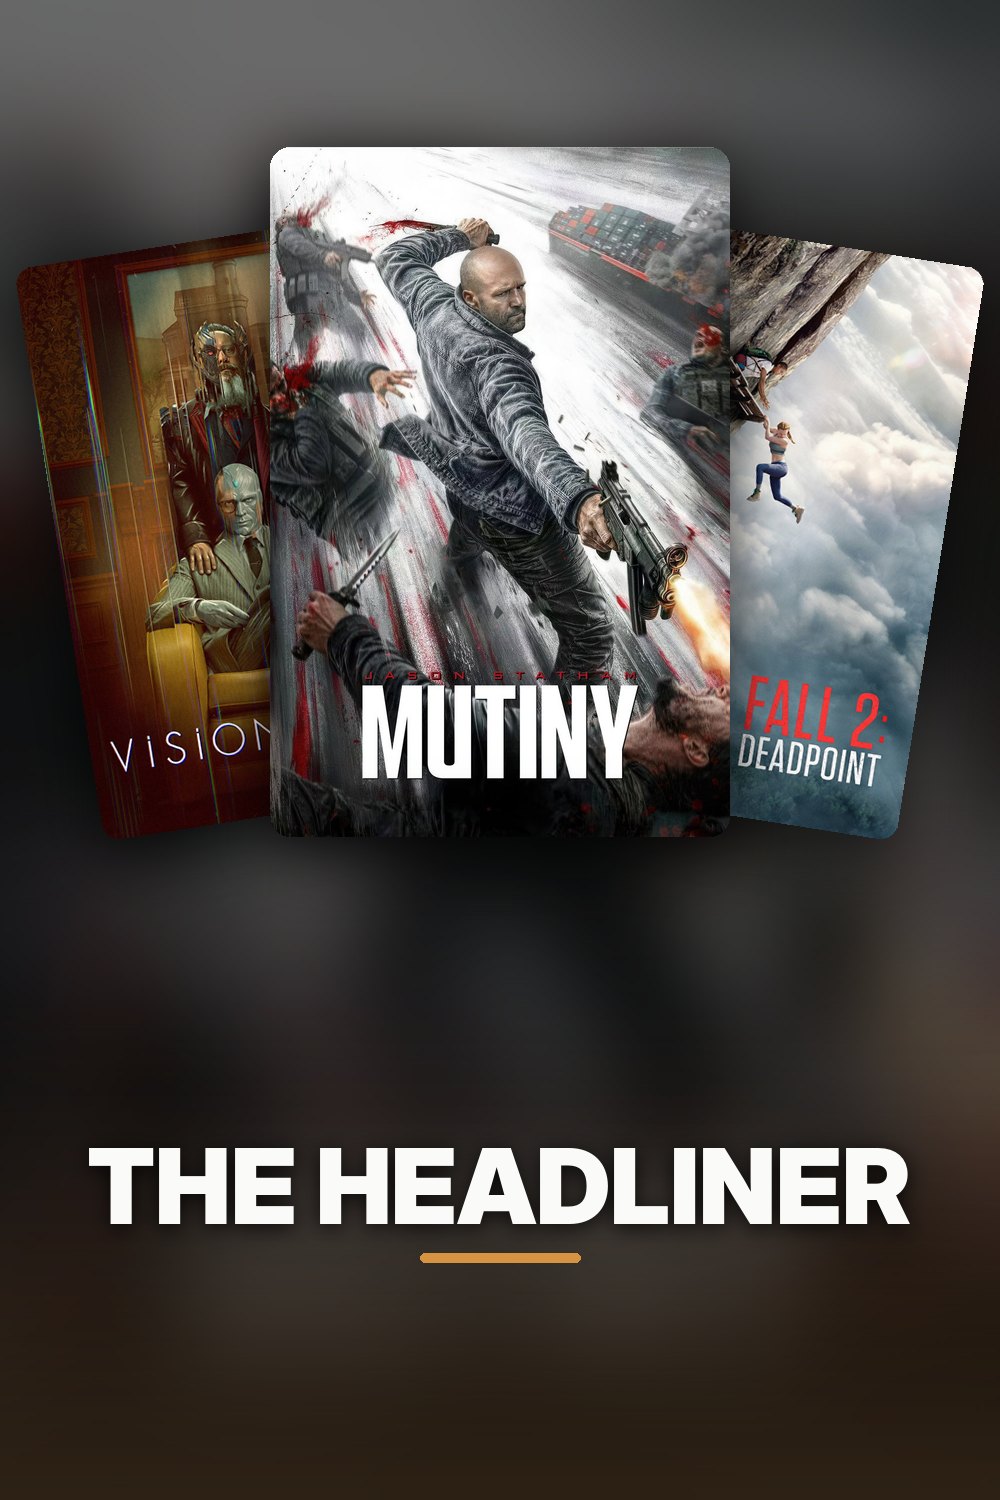 ViSiON
JASON STATHAM
MUTINY
FALL 2:
DEADPOINT
THE HEADLINER